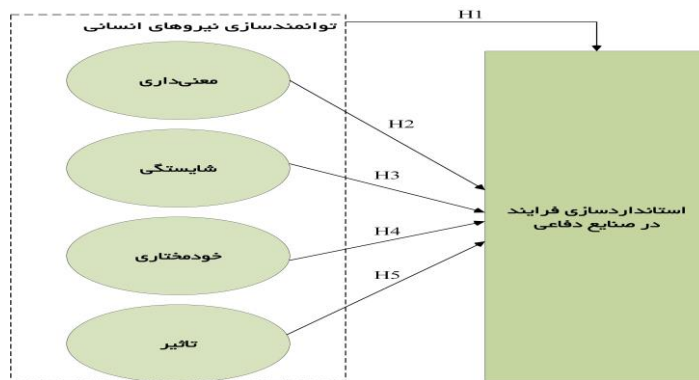 توانمندسازی نیروهای انسانی
H1
معنی‌داری
H2
شایستگی
H3
استانداردسازی فرایند
در صنایع دفاعی
خودمختاری
H4
H5
تاثیر